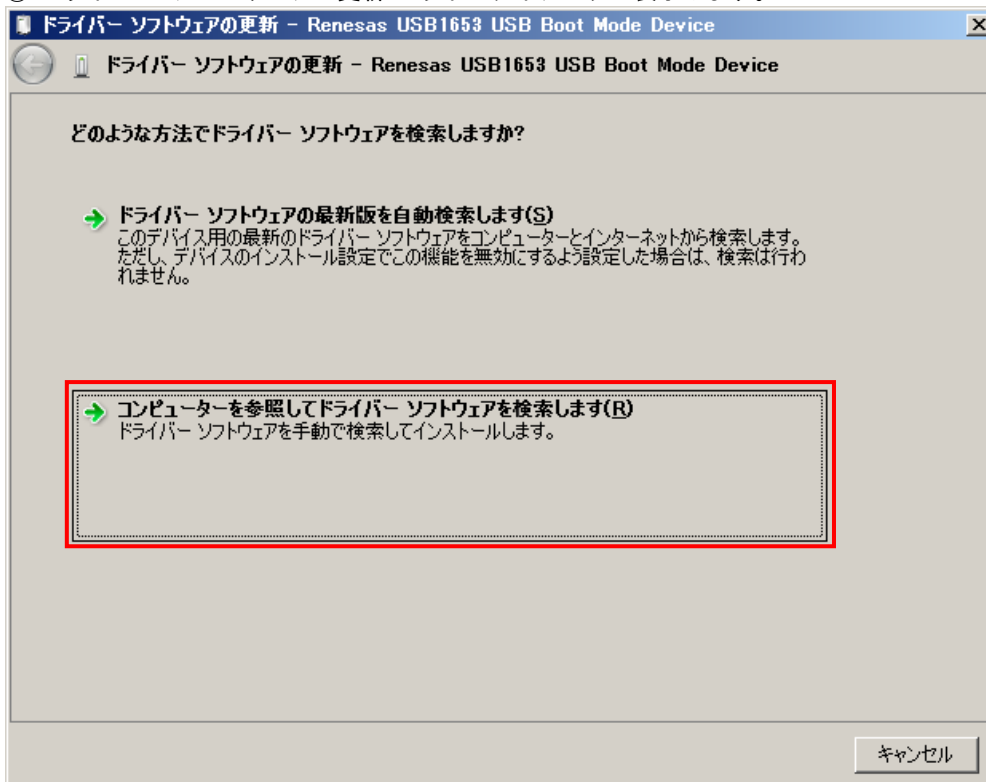 ドライバー ソフトウェアの更新 - Renesas USB1653 USB Boot Mode Device
ドライバー ソフトウェアの更新 - Renesas USB1653 USB Boot Mode Device
どのような方法でドライバー ソフトウェアを検索しますか?
ドライバー ソフトウェアの最新版を自動検索します(S)
このデバイス用の最新のドライバー ソフトウェアをコンピューターとインターネットから検索します。
ただし、デバイスのインストール設定でこの機能を無効にするよう設定した場合は、検索は行わ
れません。
コンピューターを参照してドライバー ソフトウェアを検索します(R)
ドライバー ソフトウェアを手動で検索してインストールします。
キャンセル